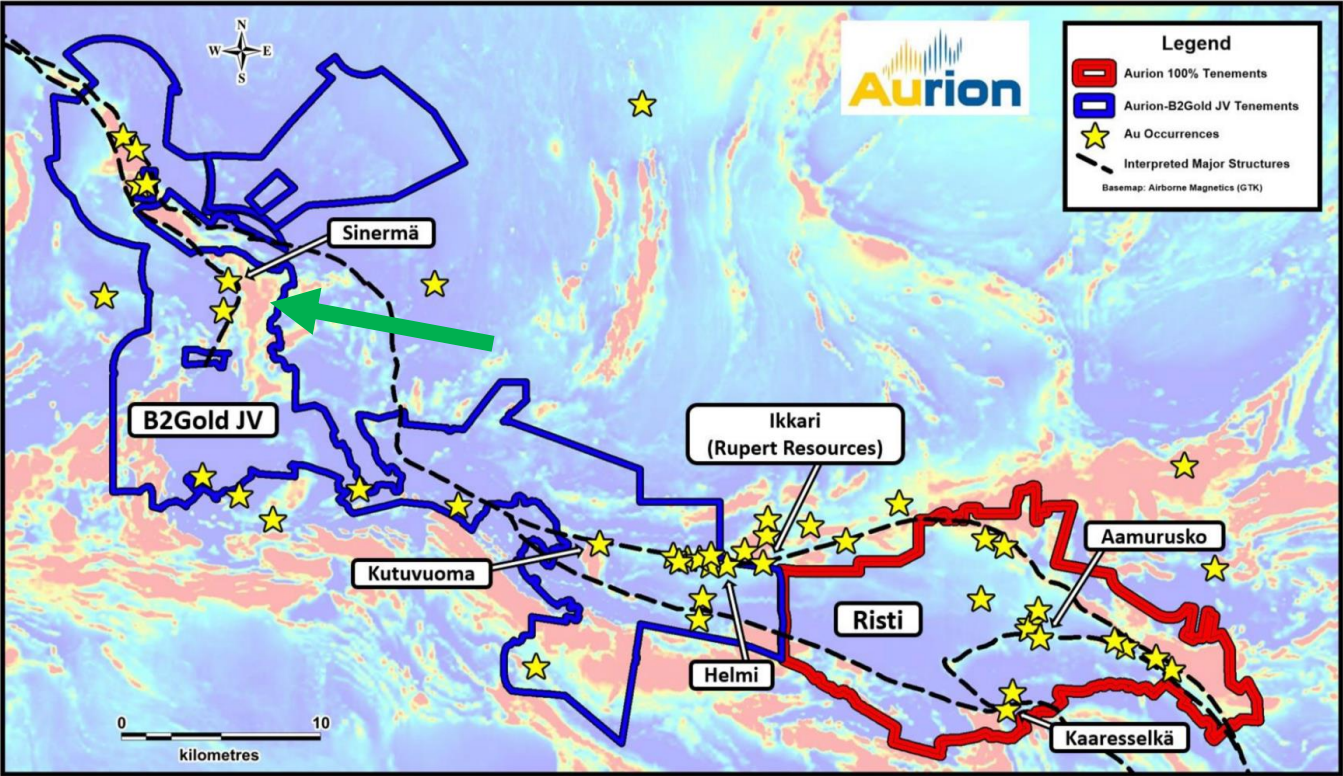 N
W E
S
Aurion
Legend
Aurion 100% Tenements
Aurion-B2Gold JV Tenements
Au Occurrences
Interpreted Major Structures
Basemap: Airborne Magnetics (GTK)
Sinermä
B2Gold JV
Ikkari
(Rupert Resources)
Aamurusko
Kutuvuoma
Risti
Helmi
Kaaresselkä
0 10
kilometres